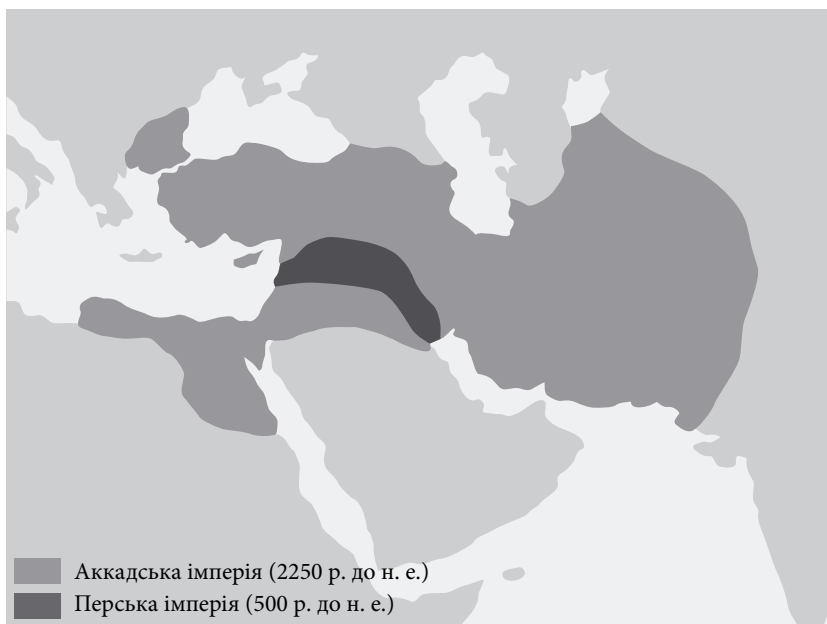 Аккадська імперія (2250 р. до н. е.)
Перська імперія (500 р. до н. е.)